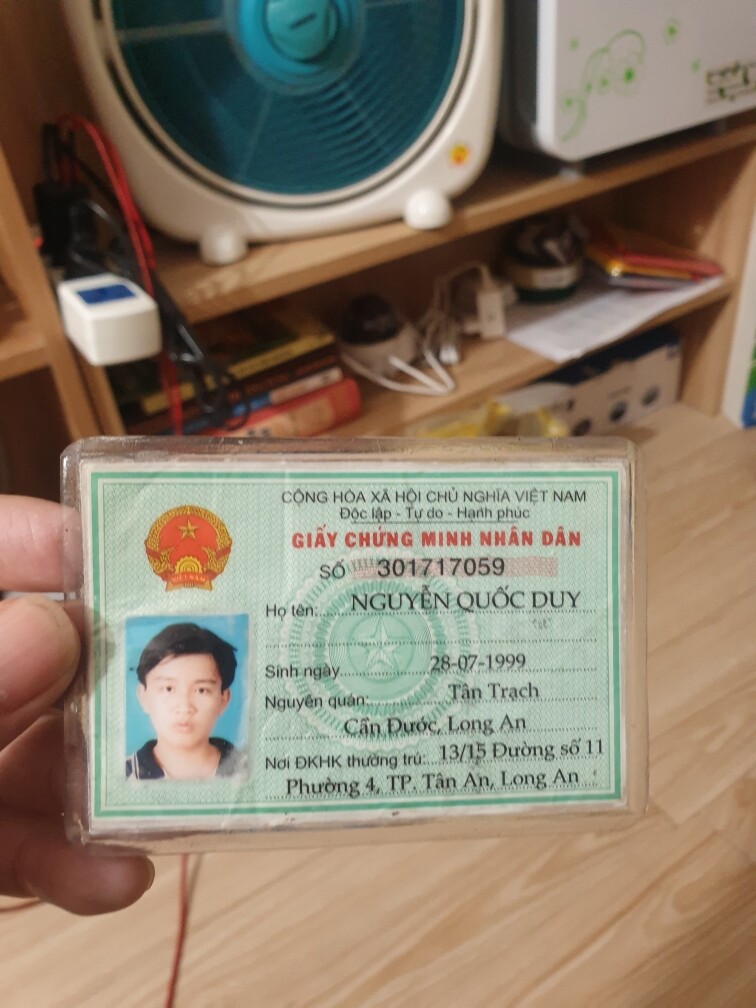 CỘNG HÒA XÃ HỘI CHỦ NGHĨA VIỆT NAM
Độc lập - Tự do - Hạnh phúc
GIẤY CHỨNG MINH NHÂN DÂN
SỐ 301717059
Họ tên: NGUYỄN QUỐC DUY
Sinh ngày 28-07-1999
Nguyên quán: Tân Trạch
Cần Đước, Long An
Nơi ĐKHK thường trú: 13/15 Đường số 11
Phường 4, TP. Tân An, Long An
VIỆT NAM